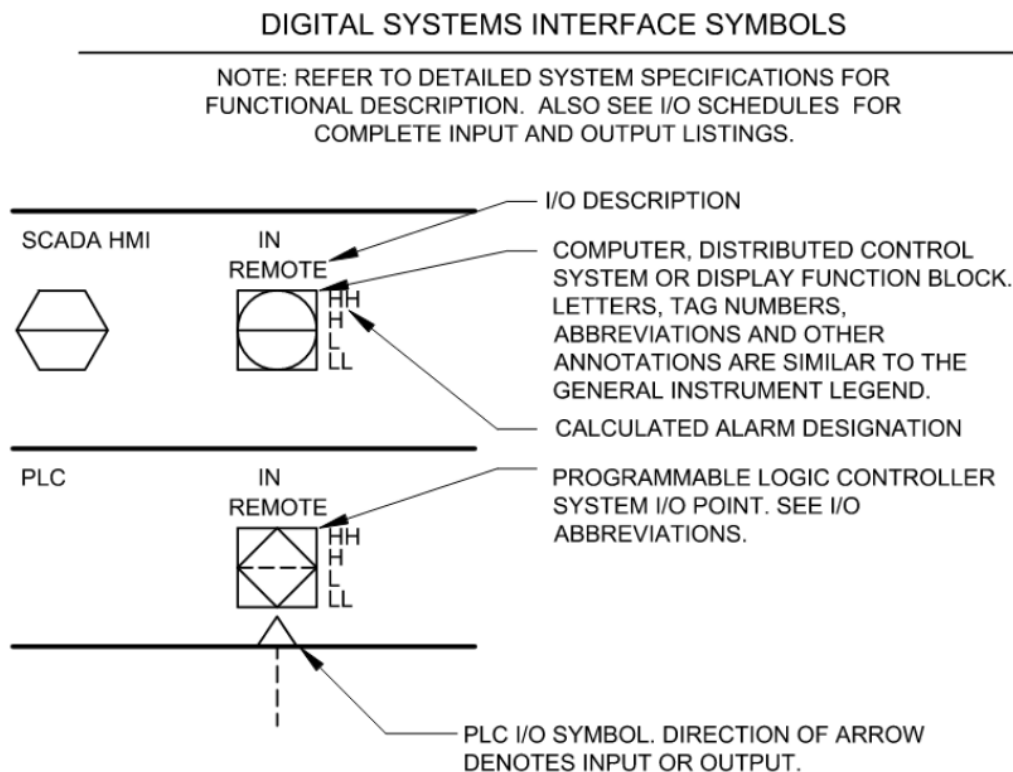 DIGITAL SYSTEMS INTERFACE SYMBOLS
NOTE: REFER TO DETAILED SYSTEM SPECIFICATIONS FOR
FUNCTIONAL DESCRIPTION. ALSO SEE I/O SCHEDULES FOR
COMPLETE INPUT AND OUTPUT LISTINGS.
I/O DESCRIPTION
SCADA HMI
IN
REMOTE
HH
H
L
LL
COMPUTER, DISTRIBUTED CONTROL
SYSTEM OR DISPLAY FUNCTION BLOCK.
LETTERS, TAG NUMBERS,
ABBREVIATIONS AND OTHER
ANNOTATIONS ARE SIMILAR TO THE
GENERAL INSTRUMENT LEGEND.
CALCULATED ALARM DESIGNATION
PLC
IN
REMOTE
HH
H
L
LL
PROGRAMMABLE LOGIC CONTROLLER
SYSTEM I/O POINT. SEE I/O
ABBREVIATIONS.
PLC I/O SYMBOL. DIRECTION OF ARROW
DENOTES INPUT OR OUTPUT.